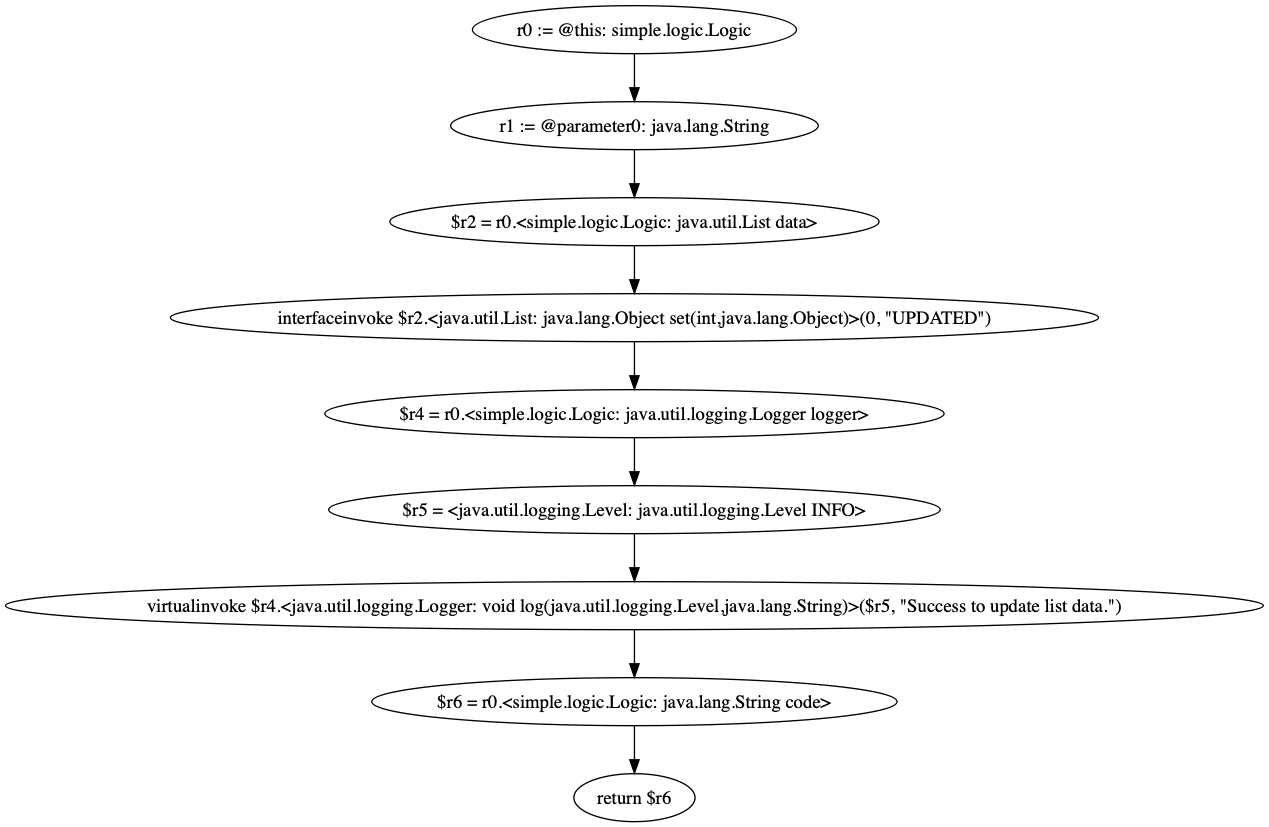 r0 := @this: simple.logic.Logic
r1 := @parameter0: java.lang.String
$r2 = r0.<simple.logic.Logic: java.util.List data>
interfaceinvoke $r2.<java.util.List: java.lang.Object set(int,java.lang.Object)>(0, "UPDATED")
$r4 = r0.<simple.logic.Logic: java.util.logging.Logger logger>
$r5 = <java.util.logging.Level: java.util.logging.Level INFO>
virtualinvoke $r4.<java.util.logging.Logger: void log(java.util.logging.Level,java.lang.String)>($r5, "Success to update list data.")
$r6 = r0.<simple.logic.Logic: java.lang.String code>
return $r6